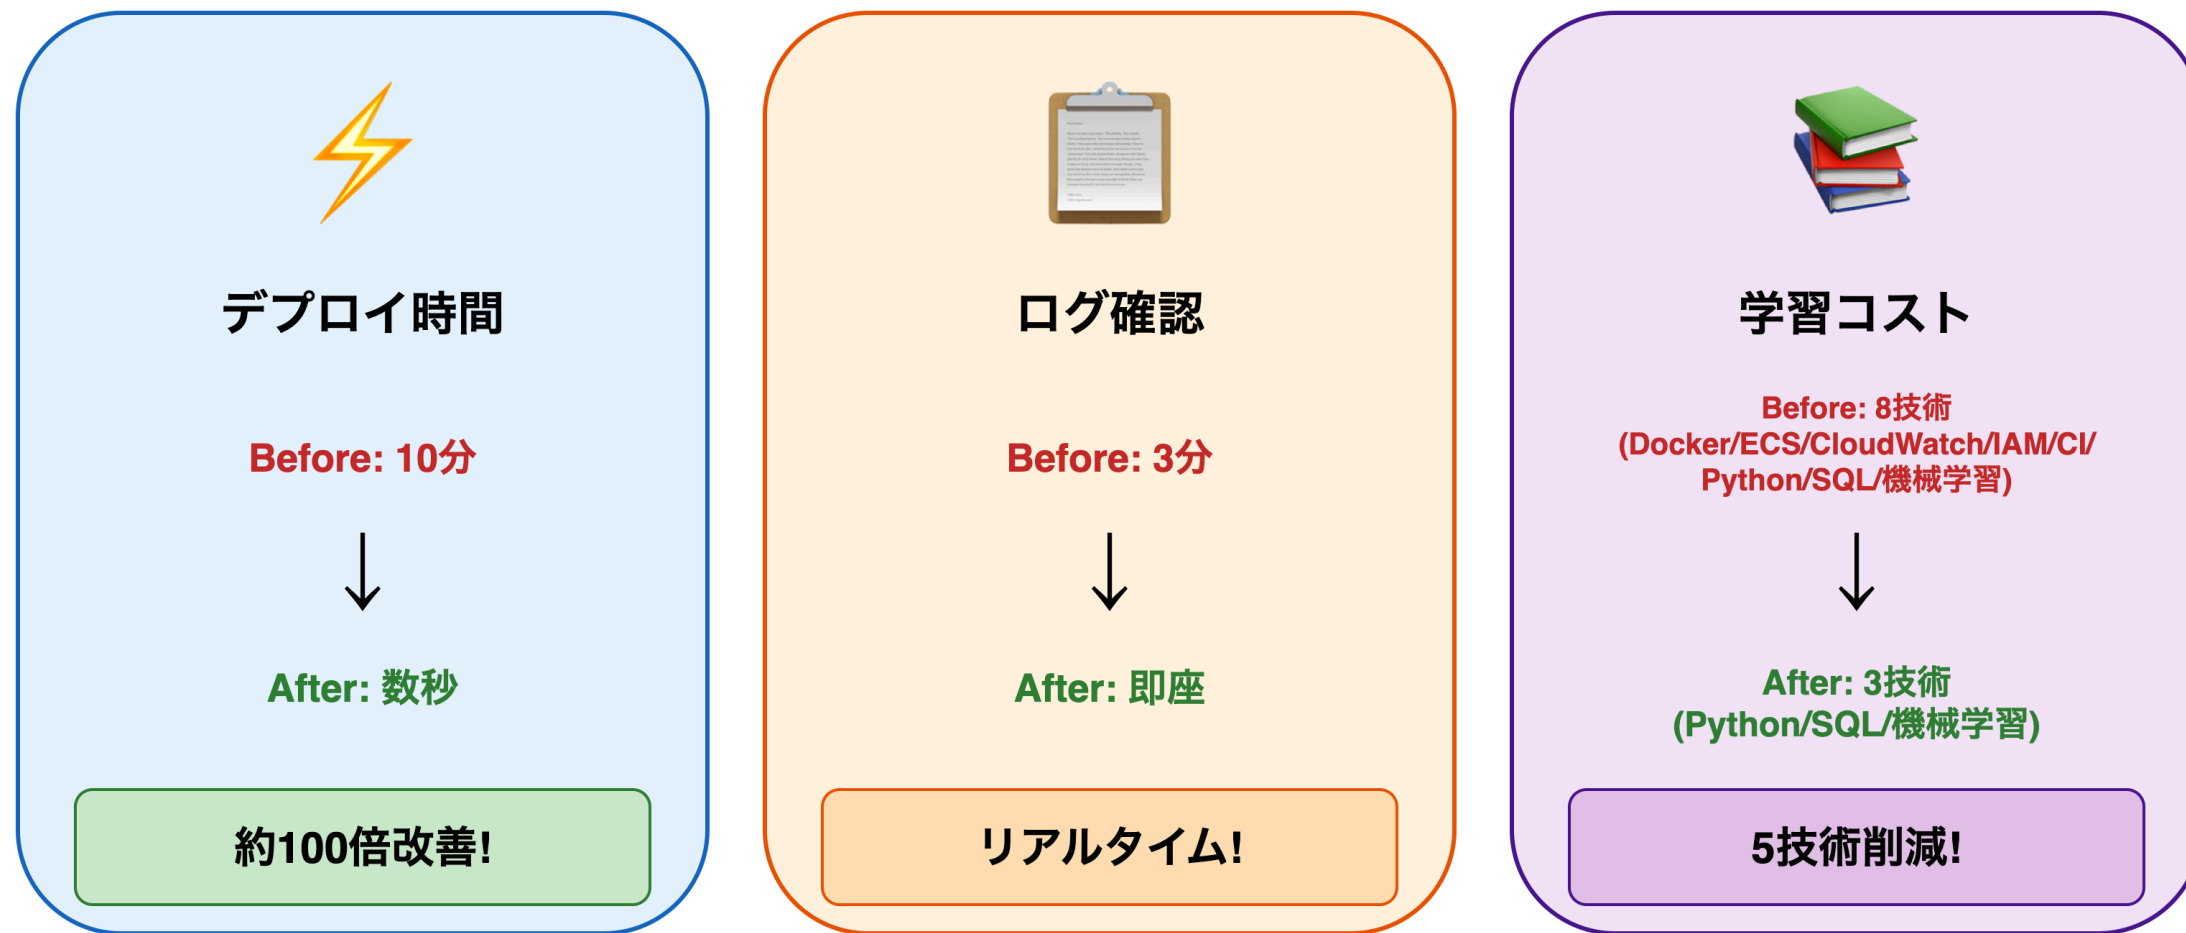 デプロイ時間
Before: 10分
↓
After: 数秒
約100倍改善!
ログ確認
Before: 3分
↓
After: 即座
リアルタイム!
学習コスト
Before: 8技術
(Docker/ECS/CloudWatch/IAM/CI/
Python/SQL/機械学習)
↓
After: 3技術
(Python/SQL/機械学習)
5技術削減!